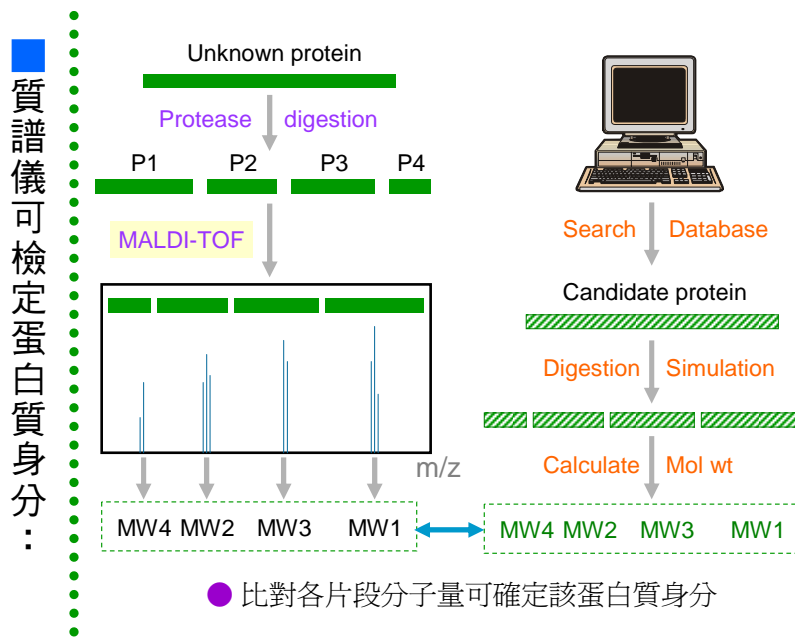 質譜儀可檢定蛋白質身分：
Unknown protein
Protease digestion
P1 P2 P3 P4
MALDI-TOF
m/z
MW4 MW2 MW3 MW1
Search Database
Candidate protein
Digestion Simulation
Calculate Mol wt
MW4 MW2 MW3 MW1
比對各片段分子量可確定該蛋白質身分